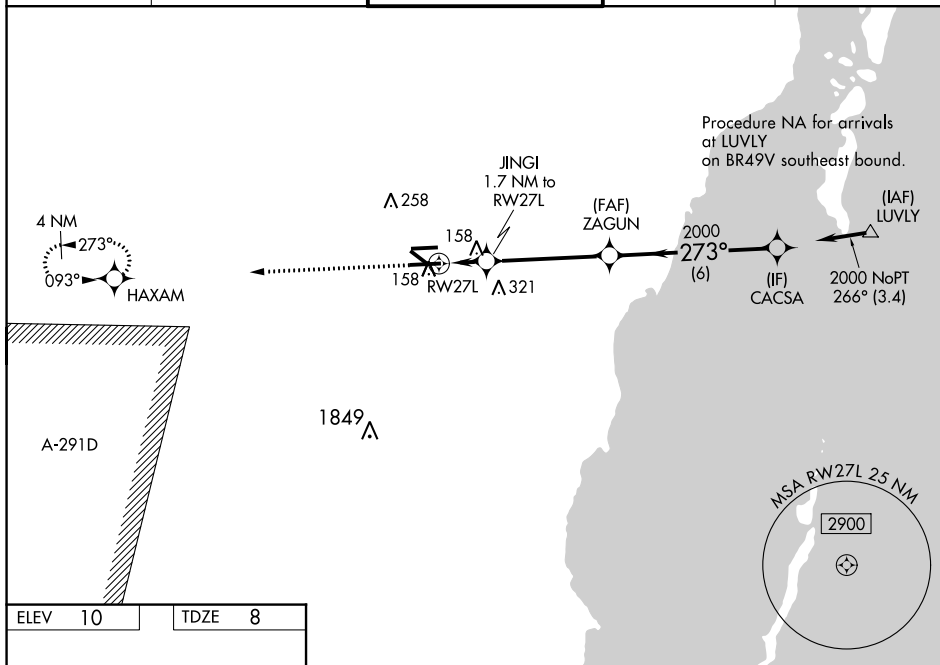 Procedure NA for arrivals
at LUVLY
on BR49V southeast bound.
JINGI
1.7 NM to
RW27L
(IAF)
LUVLY
258
(FAF)
ZAGUN
4 NM
273°
093°
HAXAM
158
158
RW27L
321
2000
273°
(6)
(IF)
CACSA
2000 NoPT
266° (3.4)
1849
A-291D
MSA RW27L 25 NM
2900
ELEV 10
TDZE 8